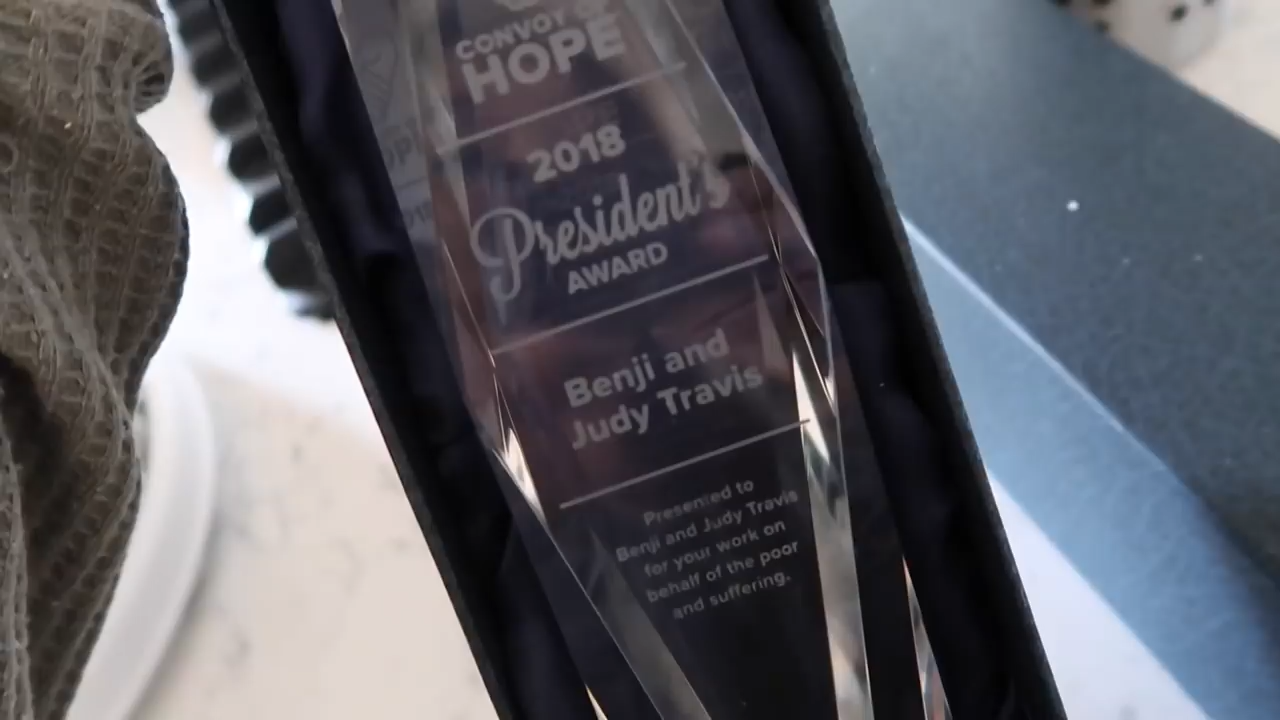 CONVOY of
HOPE
2018
President's
AWARD
Benji and
Judy Travis
Presented to
Benji and Judy Travis
for your work on
behalf of the poor
and suffering.